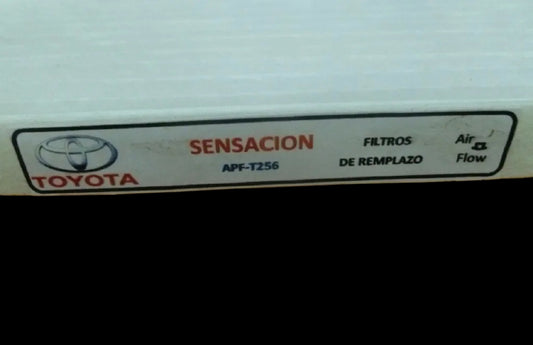 TOYOTA
SENSACION
APF-T256
FILTROS
DE REMPLAZO
Air
Flow